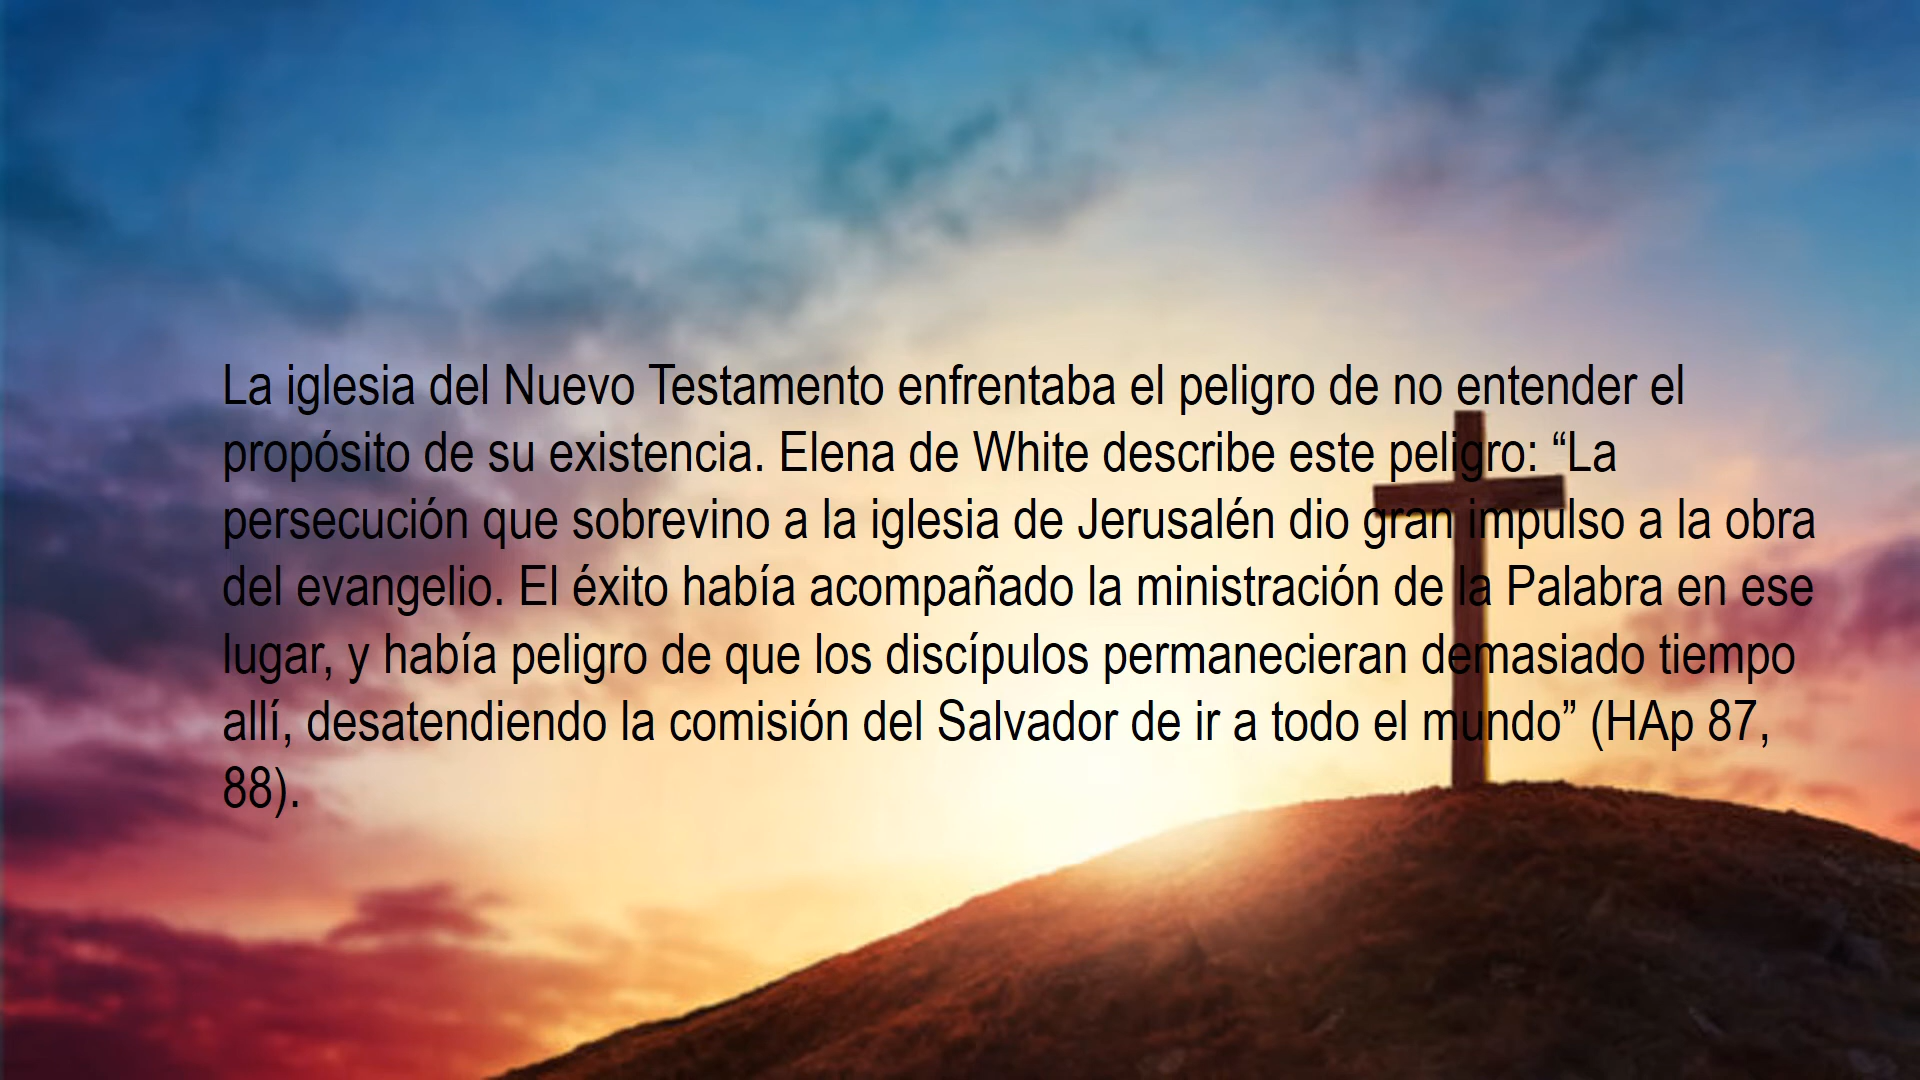 La iglesia del Nuevo Testamento enfrentaba el peligro de no entender el
propósito de su existencia. Elena de White describe este peligro: “La
persecución que sobrevino a la iglesia de Jerusalén dio gran impulso a la obra
del evangelio. El éxito había acompañado la ministración de la Palabra en ese
lugar, y había peligro de que los discípulos permanecieran demasiado tiempo
allí, desatendiendo la comisión del Salvador de ir a todo el mundo” (HAp 87,
88).